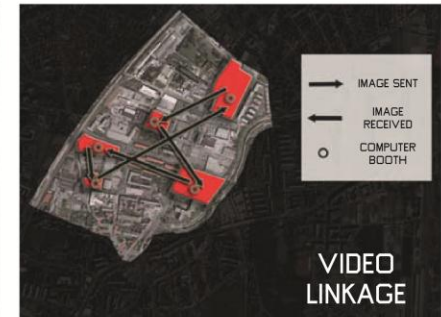 IMAGE SENT
IMAGE
RECEIVED
COMPUTER
BOOTH
VIDEO
LINKAGE